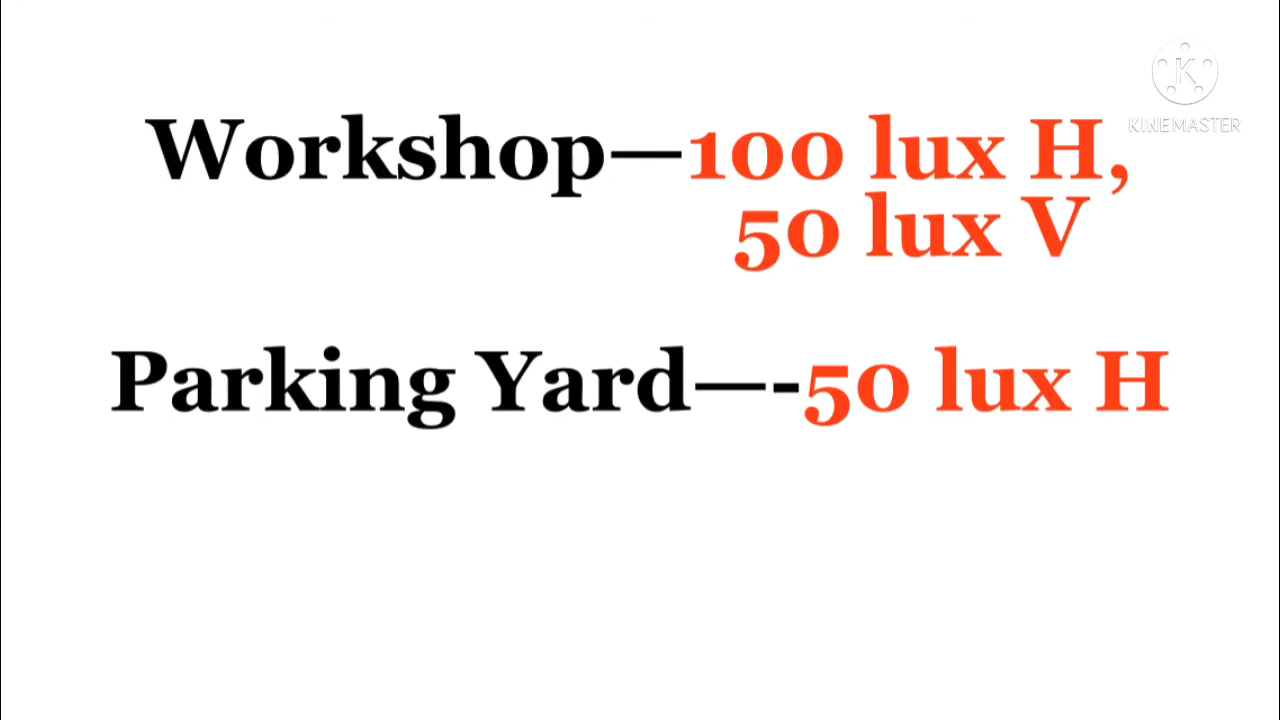 KINEMASTER
Workshop—100 lux H,
50 lux V
Parking Yard—-50 lux H